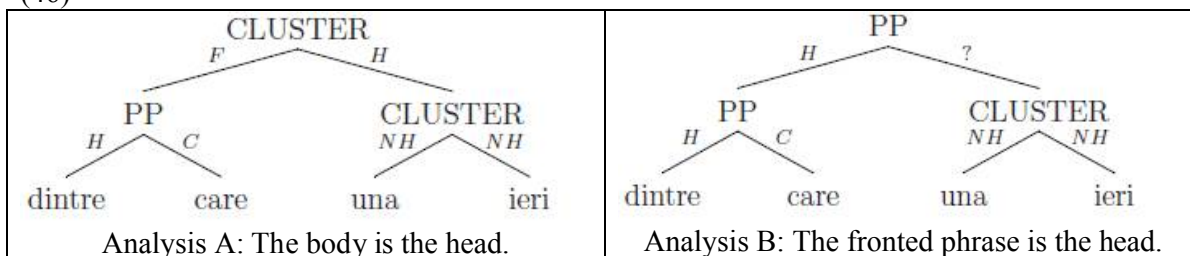 CLUSTER PP
F H H ?
PP CLUSTER PP CLUSTER
H C NH NH H C NH NH
dintre care una ieri dintre care una ieri
Analysis A: The body is the head. Analysis B: The fronted phrase is the head.